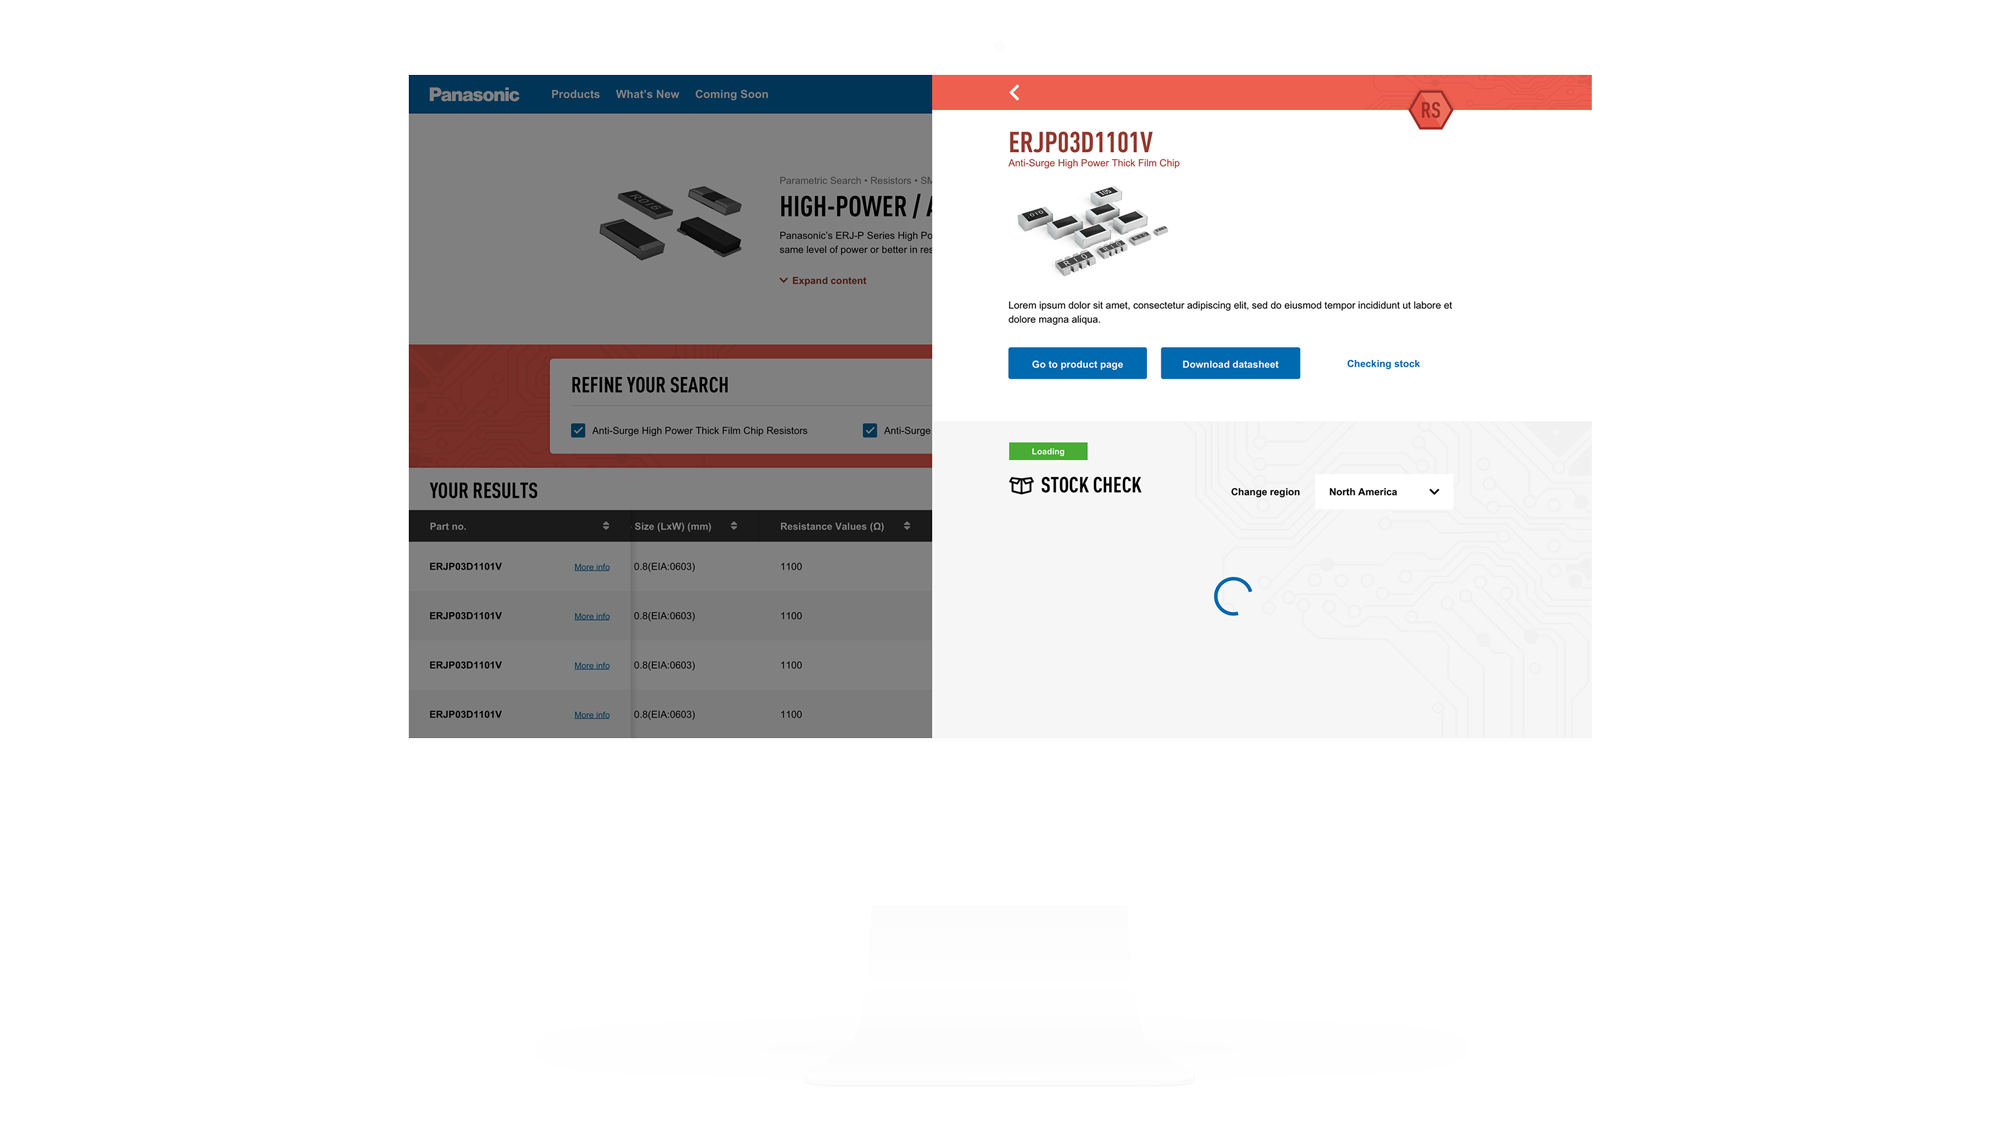 Panasonic
Products
What's New
Coming Soon
Parametric Search • Resistors •
HIGH-POWER /
Panasonic's ERJ-P Series High
same level of power or better in
Expand content
REFINE YOUR SEARCH
Anti-Surge High Power Thick Film Chip Resistors
Anti-Surge
YOUR RESULTS
Part no.
Size (LxW) (mm)
Resistance Values (Ω)
ERJP03D1101V
More info
0.8(EIA:0603)
1100
ERJP03D1101V
More info
0.8(EIA:0603)
1100
ERJP03D1101V
More info
0.8(EIA:0603)
1100
ERJP03D1101V
More info
0.8(EIA:0603)
1100
RS
ERJP03D1101V
Anti-Surge High Power Thick Film Chip
Lorem ipsum dolor sit amet, consectetur adipiscing elit, sed do eiusmod tempor incididunt ut labore et
dolore magna aliqua.
Go to product page
Download datasheet
Checking stock
Loading
STOCK CHECK
Change region
North America